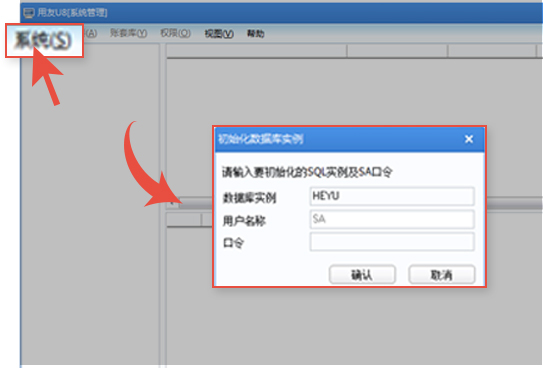 用友U8[系统管理]
系统(S) (A) 账套库(Y) 权限(O) 视图(V) 帮助
初始化数据库实例
请输入要初始化的SQL实例及SA口令
数据库实例 HEYU
用户名称 SA
口令
确认 取消